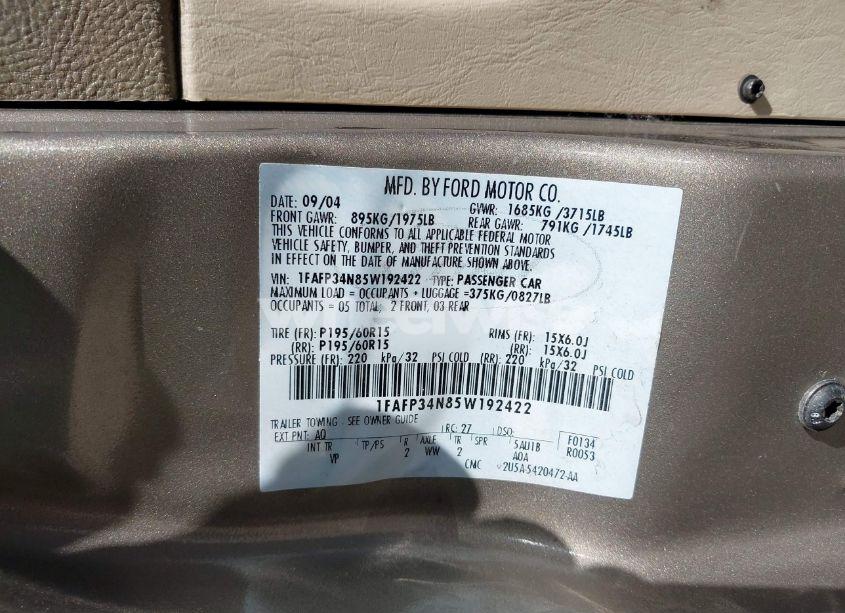 MFD. BY FORD MOTOR CO.
DATE: 09/04 GVWR: 1685KG /3715LB
FRONT GAWR: 895KG/1975LB REAR GAWR: 791KG /1745LB
THIS VEHICLE CONFORMS TO ALL APPLICABLE FEDERAL MOTOR
VEHICLE SAFETY, BUMPER, AND THEFT PREVENTION STANDARDS
IN EFFECT ON THE DATE OF MANUFACTURE SHOWN ABOVE.
VIN: 1FAFP34N85W192422 TYPE: PASSENGER CAR
MAXIMUM LOAD = OCCUPANTS + LUGGAGE =375KG/0827LB
OCCUPANTS = 05 TOTAL; 2 FRONT, 03 REAR
TIRE (FR): P195/60R15 RIMS (FR): 15X6.0J
(RR): P195/60R15 (RR): 15X6.0J
PRESSURE (FR): 220 kPa/32 PSI COLD (RR): 220 kPa/32 PSI COLD
1FAFP34N85W192422
TRAILER TOWING - SEE OWNER GUIDE
EXT PNT: AQ RC: 27 DSO: F0134
INT TR TP/PS R AXLE TR SPR 5AU1B R0053
VP 2 WW 2 A0A
CMC 2U5A-5420472-AA